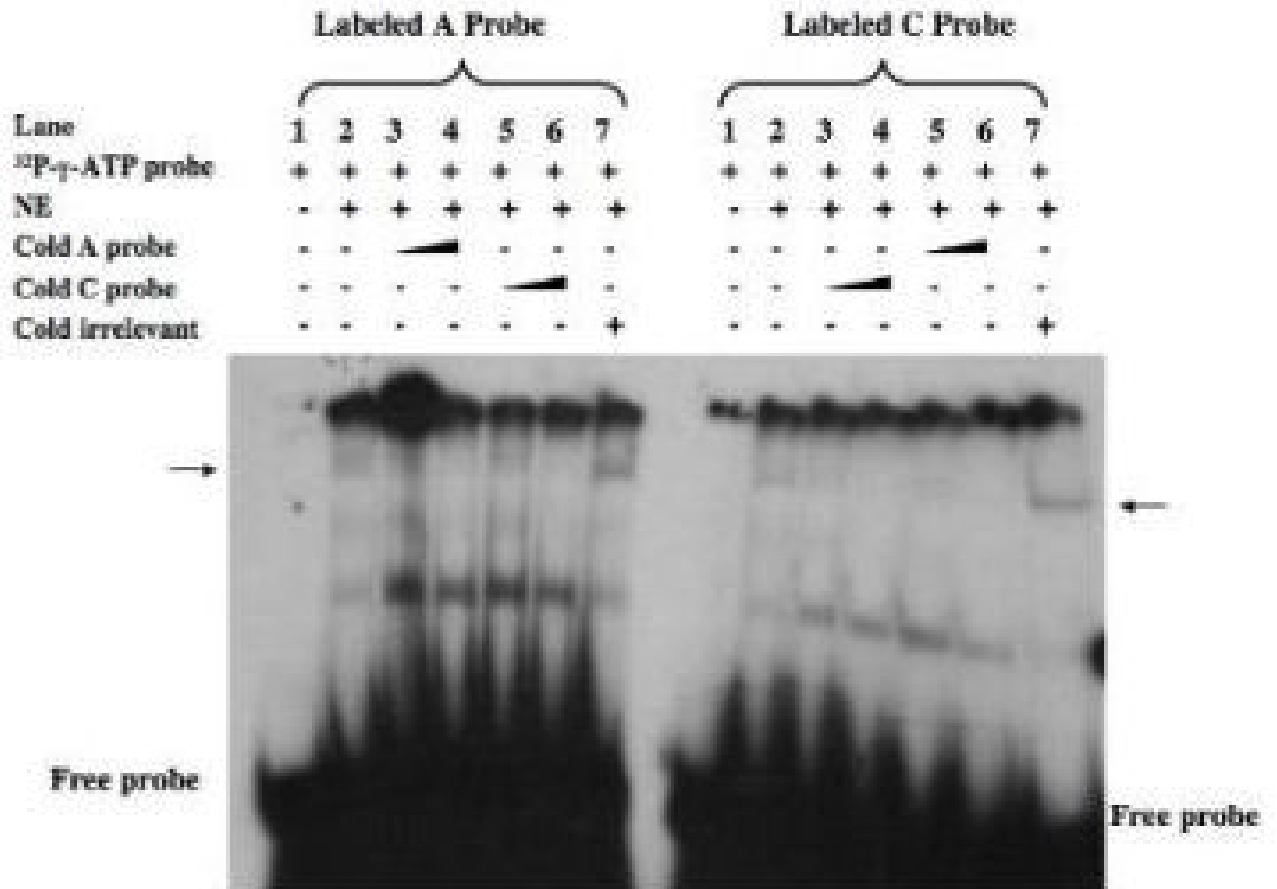 Labeled A Probe Labeled C Probe
Lane 1 2 3 4 5 6 7 1 2 3 4 5 6 7
³²P-γ-ATP probe + + + + + + + + + + + + + +
NE - + + + + + + - + + + + + +
Cold A probe - - - - - - - - - -
Cold C probe - - - - - - - - - -
Cold irrelevant - - - - - - + - - - - - - +
Free probe
Free probe